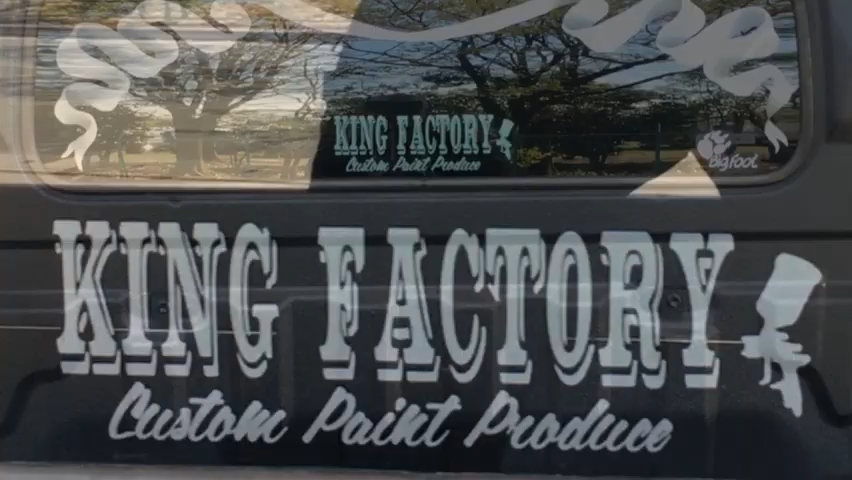 KING FACTORY
Custom Paint Produce
Bigfoot
KING FACTORY
Custom Paint Produce